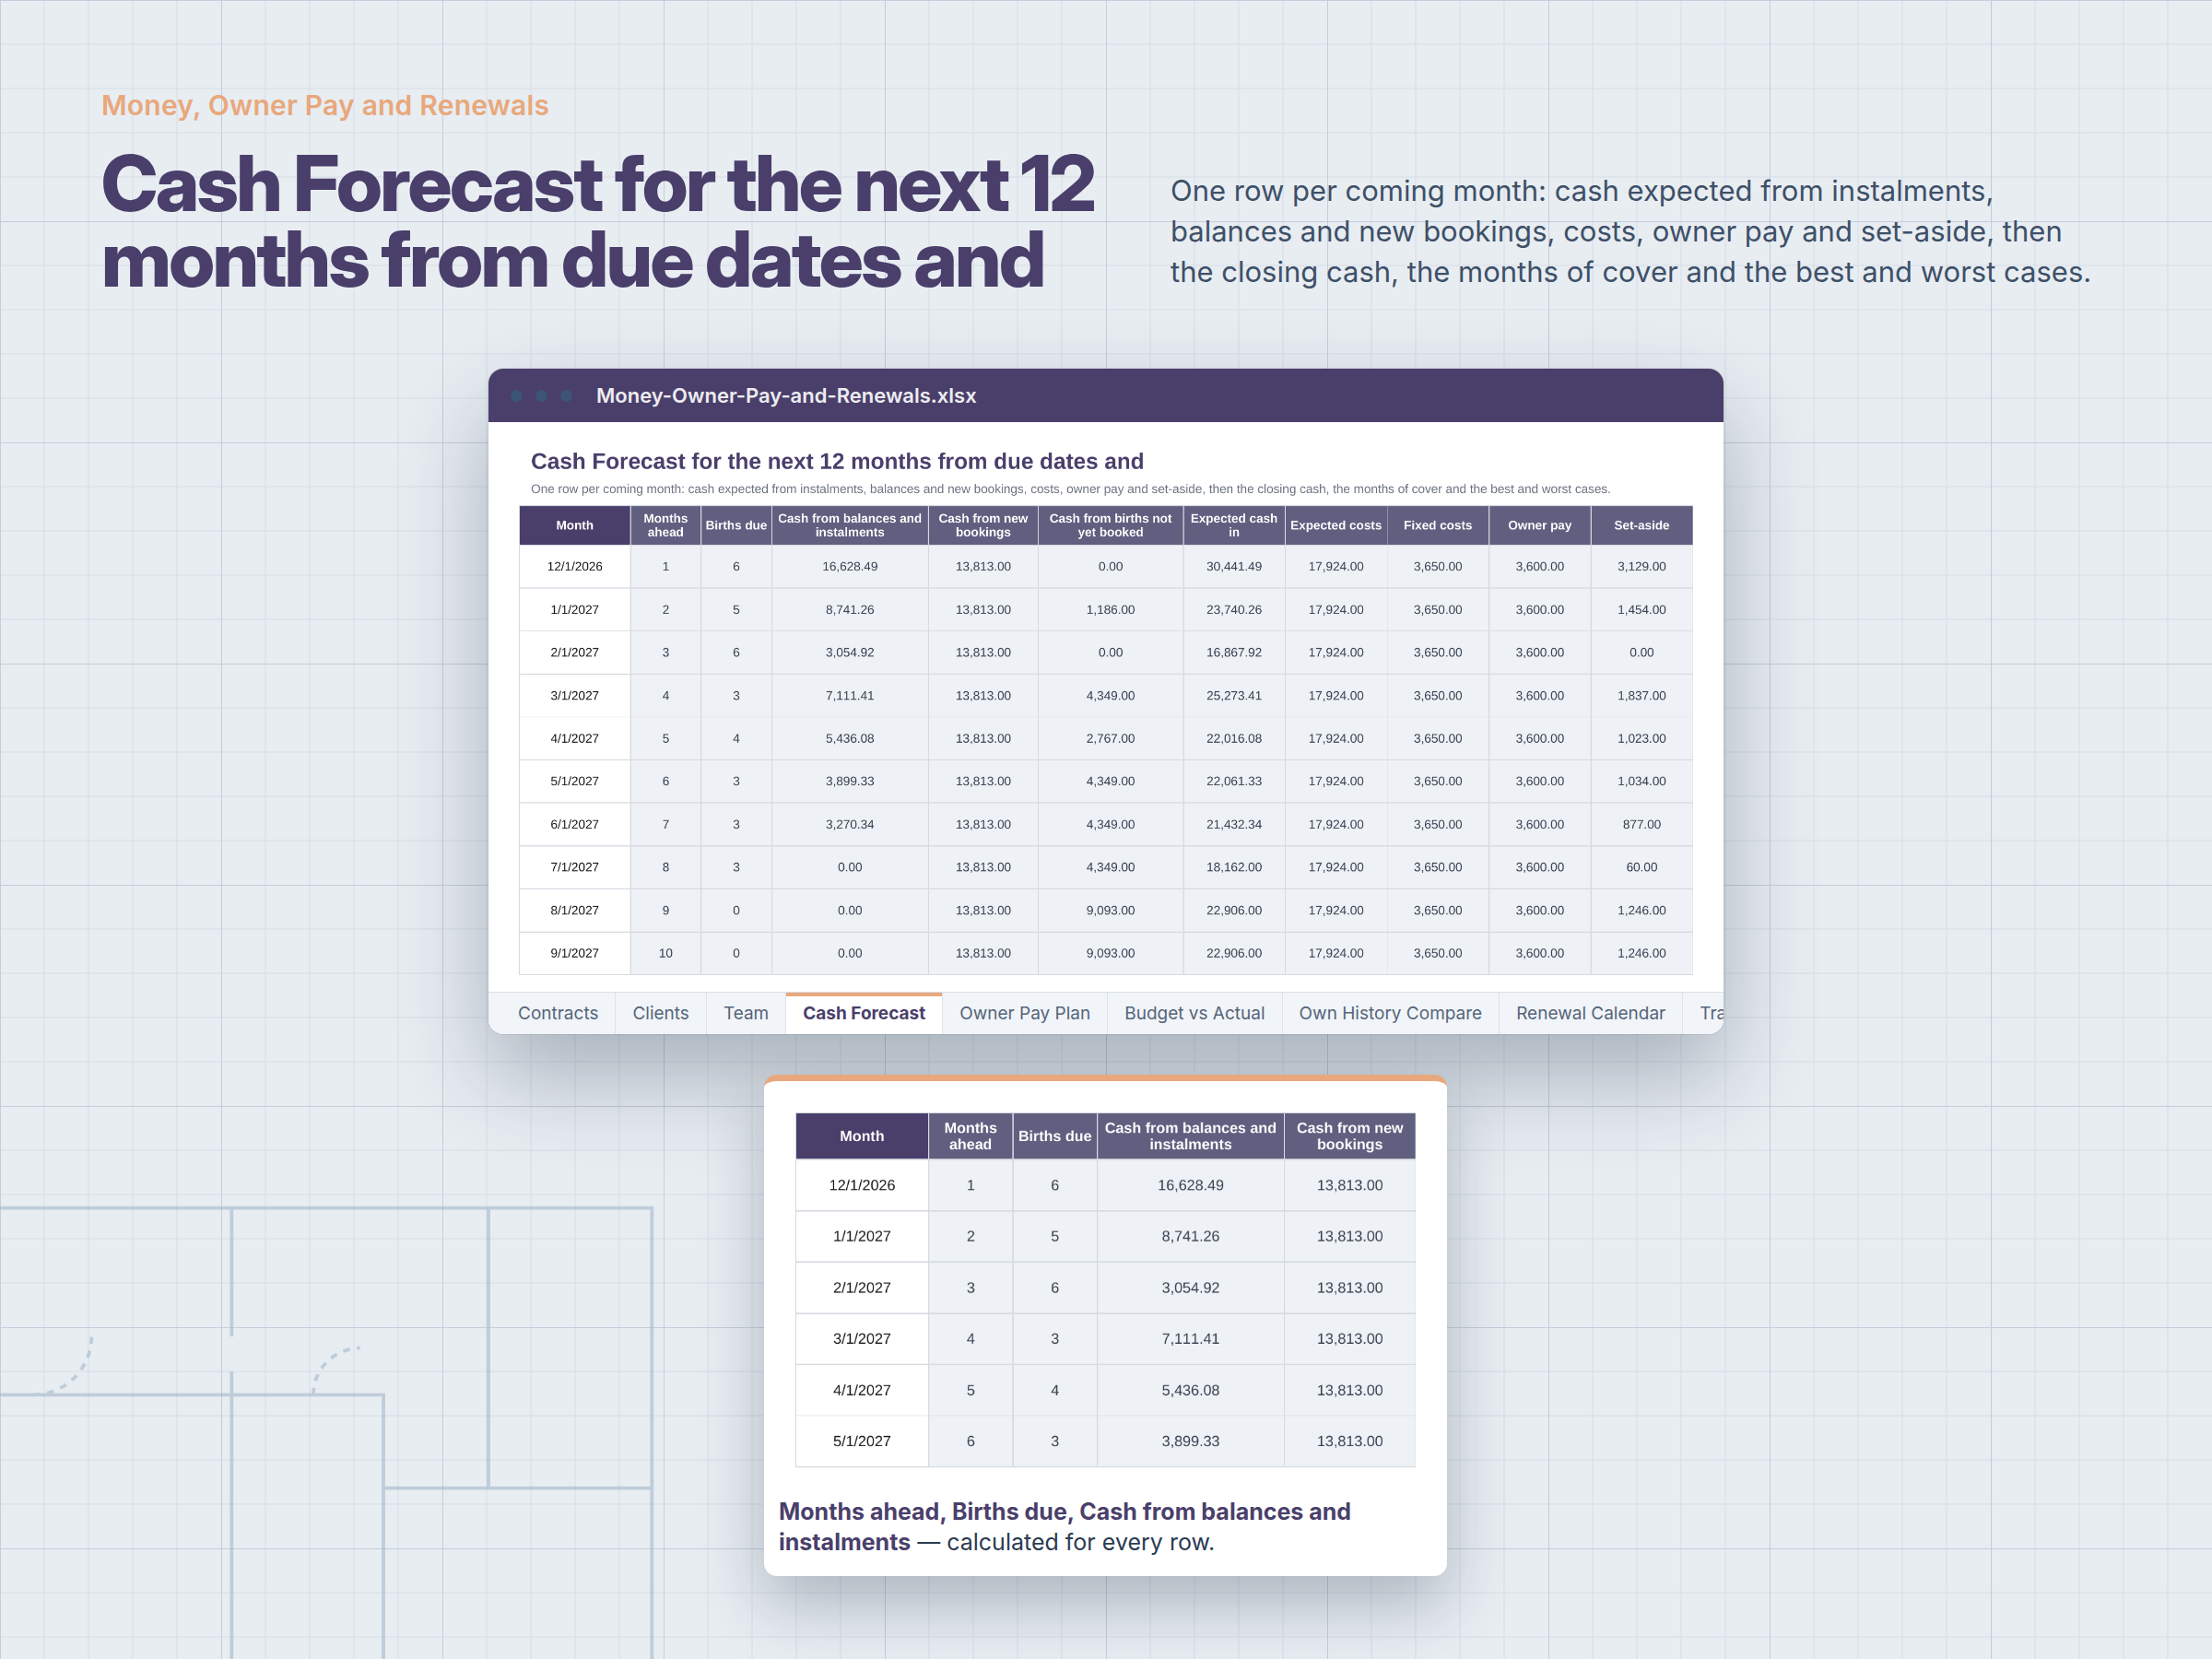 Money, Owner Pay and Renewals
Cash Forecast for the next 12
months from due dates and
One row per coming month: cash expected from instalments,
balances and new bookings, costs, owner pay and set-aside, then
the closing cash, the months of cover and the best and worst cases.
Money-Owner-Pay-and-Renewals.xlsx
Cash Forecast for the next 12 months from due dates and
One row per coming month: cash expected from instalments, balances and new bookings, costs, owner pay and set-aside, then the closing cash, the months of cover and the best and worst cases.
Month Months ahead Births due Cash from balances and instalments Cash from new bookings Cash from births not yet booked Expected cash in Expected costs Fixed costs Owner pay Set-aside
12/1/2026 1 6 16,628.49 13,813.00 0.00 30,441.49 17,924.00 3,650.00 3,600.00 3,129.00
1/1/2027 2 5 8,741.26 13,813.00 1,186.00 23,740.26 17,924.00 3,650.00 3,600.00 1,454.00
2/1/2027 3 6 3,054.92 13,813.00 0.00 16,867.92 17,924.00 3,650.00 3,600.00 0.00
3/1/2027 4 3 7,111.41 13,813.00 4,349.00 25,273.41 17,924.00 3,650.00 3,600.00 1,837.00
4/1/2027 5 4 5,436.08 13,813.00 2,767.00 22,016.08 17,924.00 3,650.00 3,600.00 1,023.00
5/1/2027 6 3 3,899.33 13,813.00 4,349.00 22,061.33 17,924.00 3,650.00 3,600.00 1,034.00
6/1/2027 7 3 3,270.34 13,813.00 4,349.00 21,432.34 17,924.00 3,650.00 3,600.00 877.00
7/1/2027 8 3 0.00 13,813.00 4,349.00 18,162.00 17,924.00 3,650.00 3,600.00 60.00
8/1/2027 9 0 0.00 13,813.00 9,093.00 22,906.00 17,924.00 3,650.00 3,600.00 1,246.00
9/1/2027 10 0 0.00 13,813.00 9,093.00 22,906.00 17,924.00 3,650.00 3,600.00 1,246.00
Contracts Clients Team Cash Forecast Owner Pay Plan Budget vs Actual Own History Compare Renewal Calendar Tra
Month Months ahead Births due Cash from balances and instalments Cash from new bookings
12/1/2026 1 6 16,628.49 13,813.00
1/1/2027 2 5 8,741.26 13,813.00
2/1/2027 3 6 3,054.92 13,813.00
3/1/2027 4 3 7,111.41 13,813.00
4/1/2027 5 4 5,436.08 13,813.00
5/1/2027 6 3 3,899.33 13,813.00
Months ahead, Births due, Cash from balances and
instalments — calculated for every row.